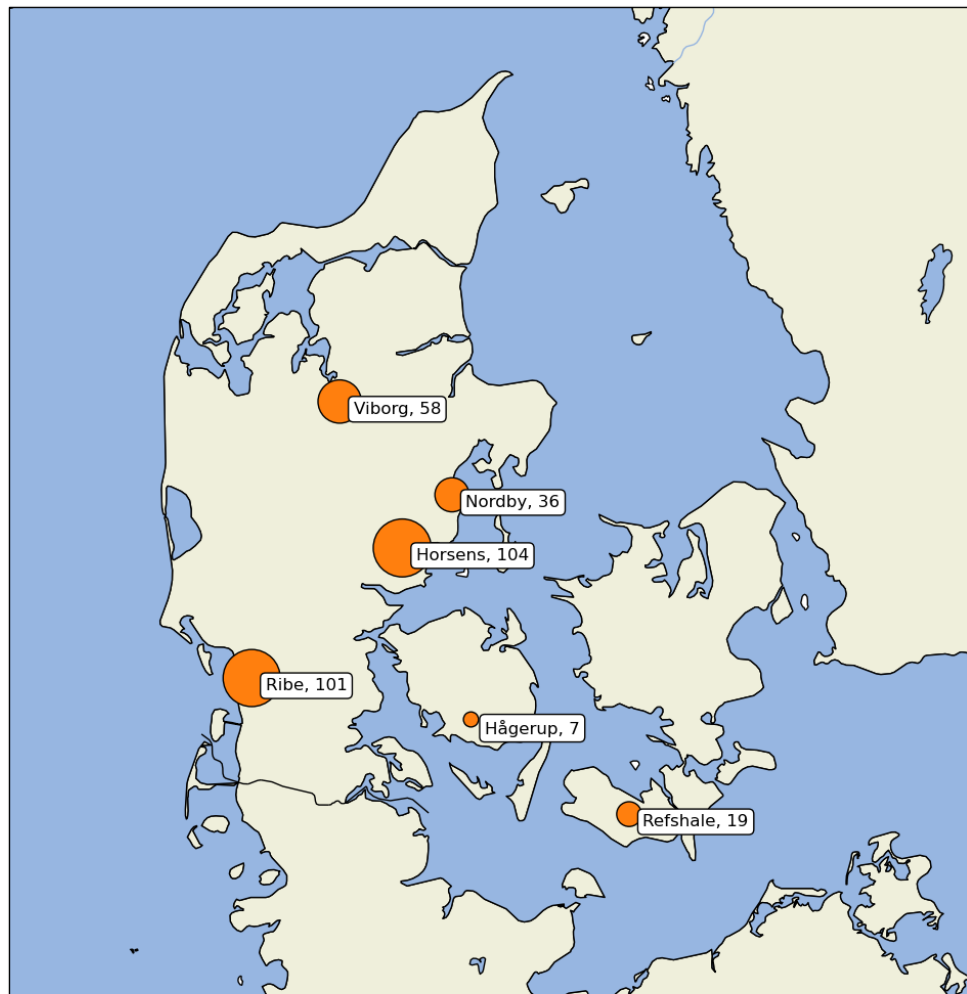 Viborg, 58
Nordby, 36
Horsens, 104
Ribe, 101
Hågerup, 7
Refshale, 19